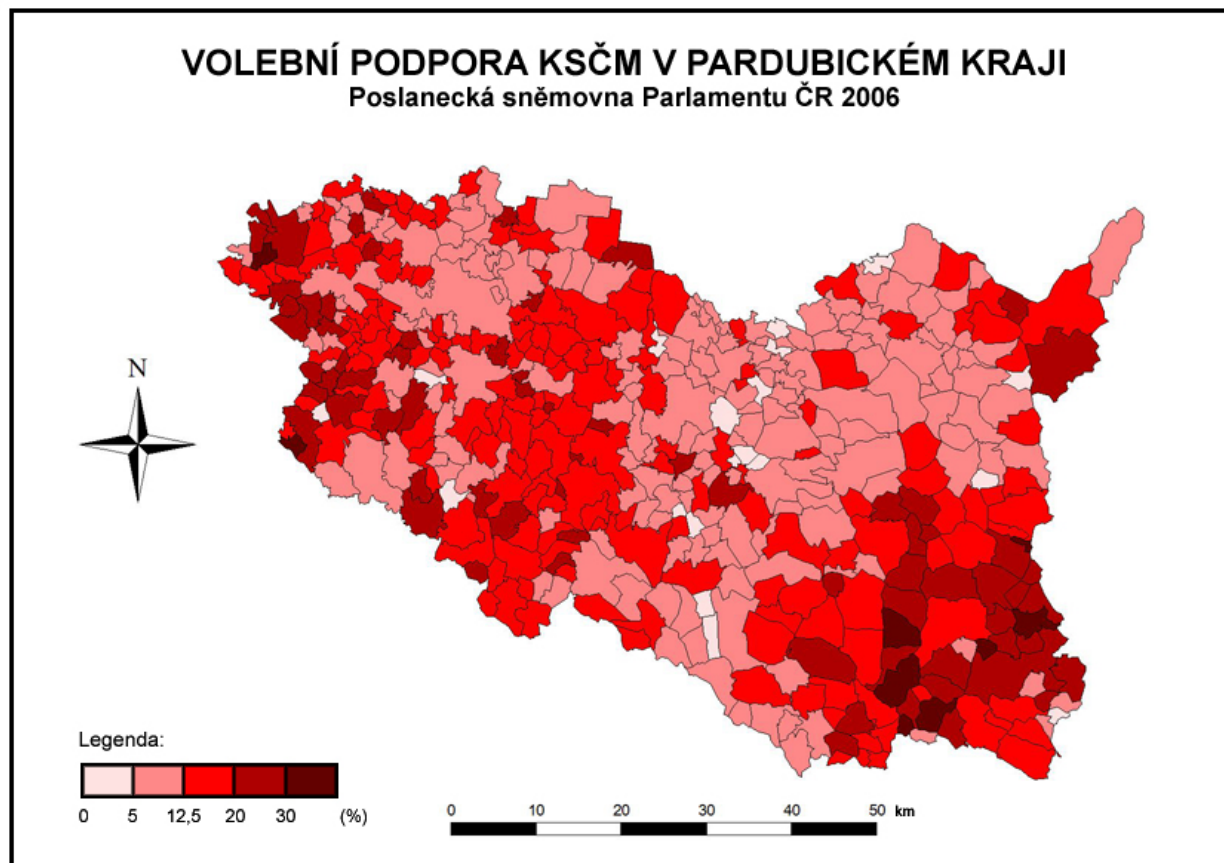 VOLEBNÍ PODPORA KSČM V PARDUBICKÉM KRAJI
Poslanecká sněmovna Parlamentu ČR 2006
N
Legenda:
0 5 12,5 20 30 (%)
0 10 20 30 40 50 km